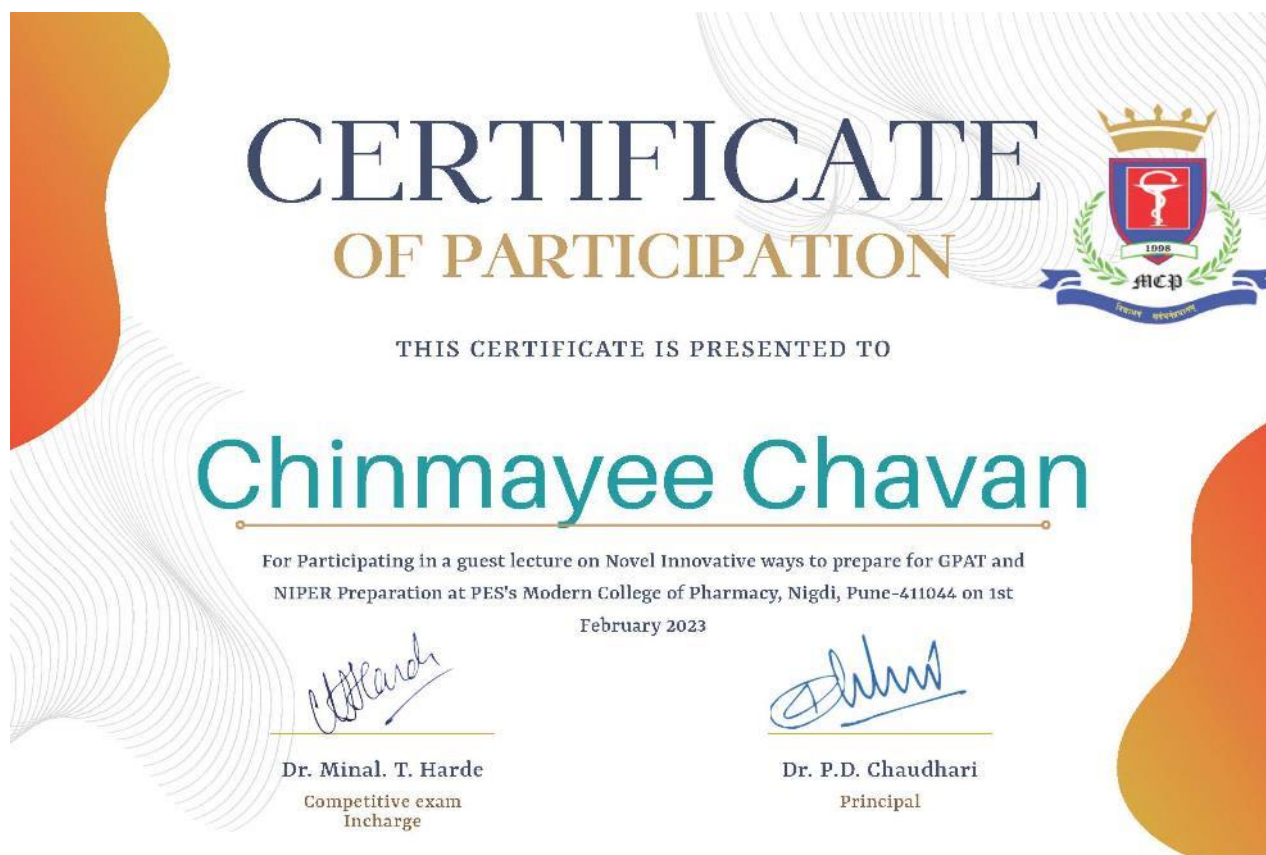 CERTIFICATE
OF PARTICIPATION
1998
MCP
THIS CERTIFICATE IS PRESENTED TO
Chinmayee Chavan
For Participating in a guest lecture on Novel Innovative ways to prepare for GPAT and
NIPER Preparation at PES's Modern College of Pharmacy, Nigdi, Pune-411044 on 1st
February 2023
Dr. Minal. T. Harde
Competitive exam
Incharge
Dr. P.D. Chaudhari
Principal